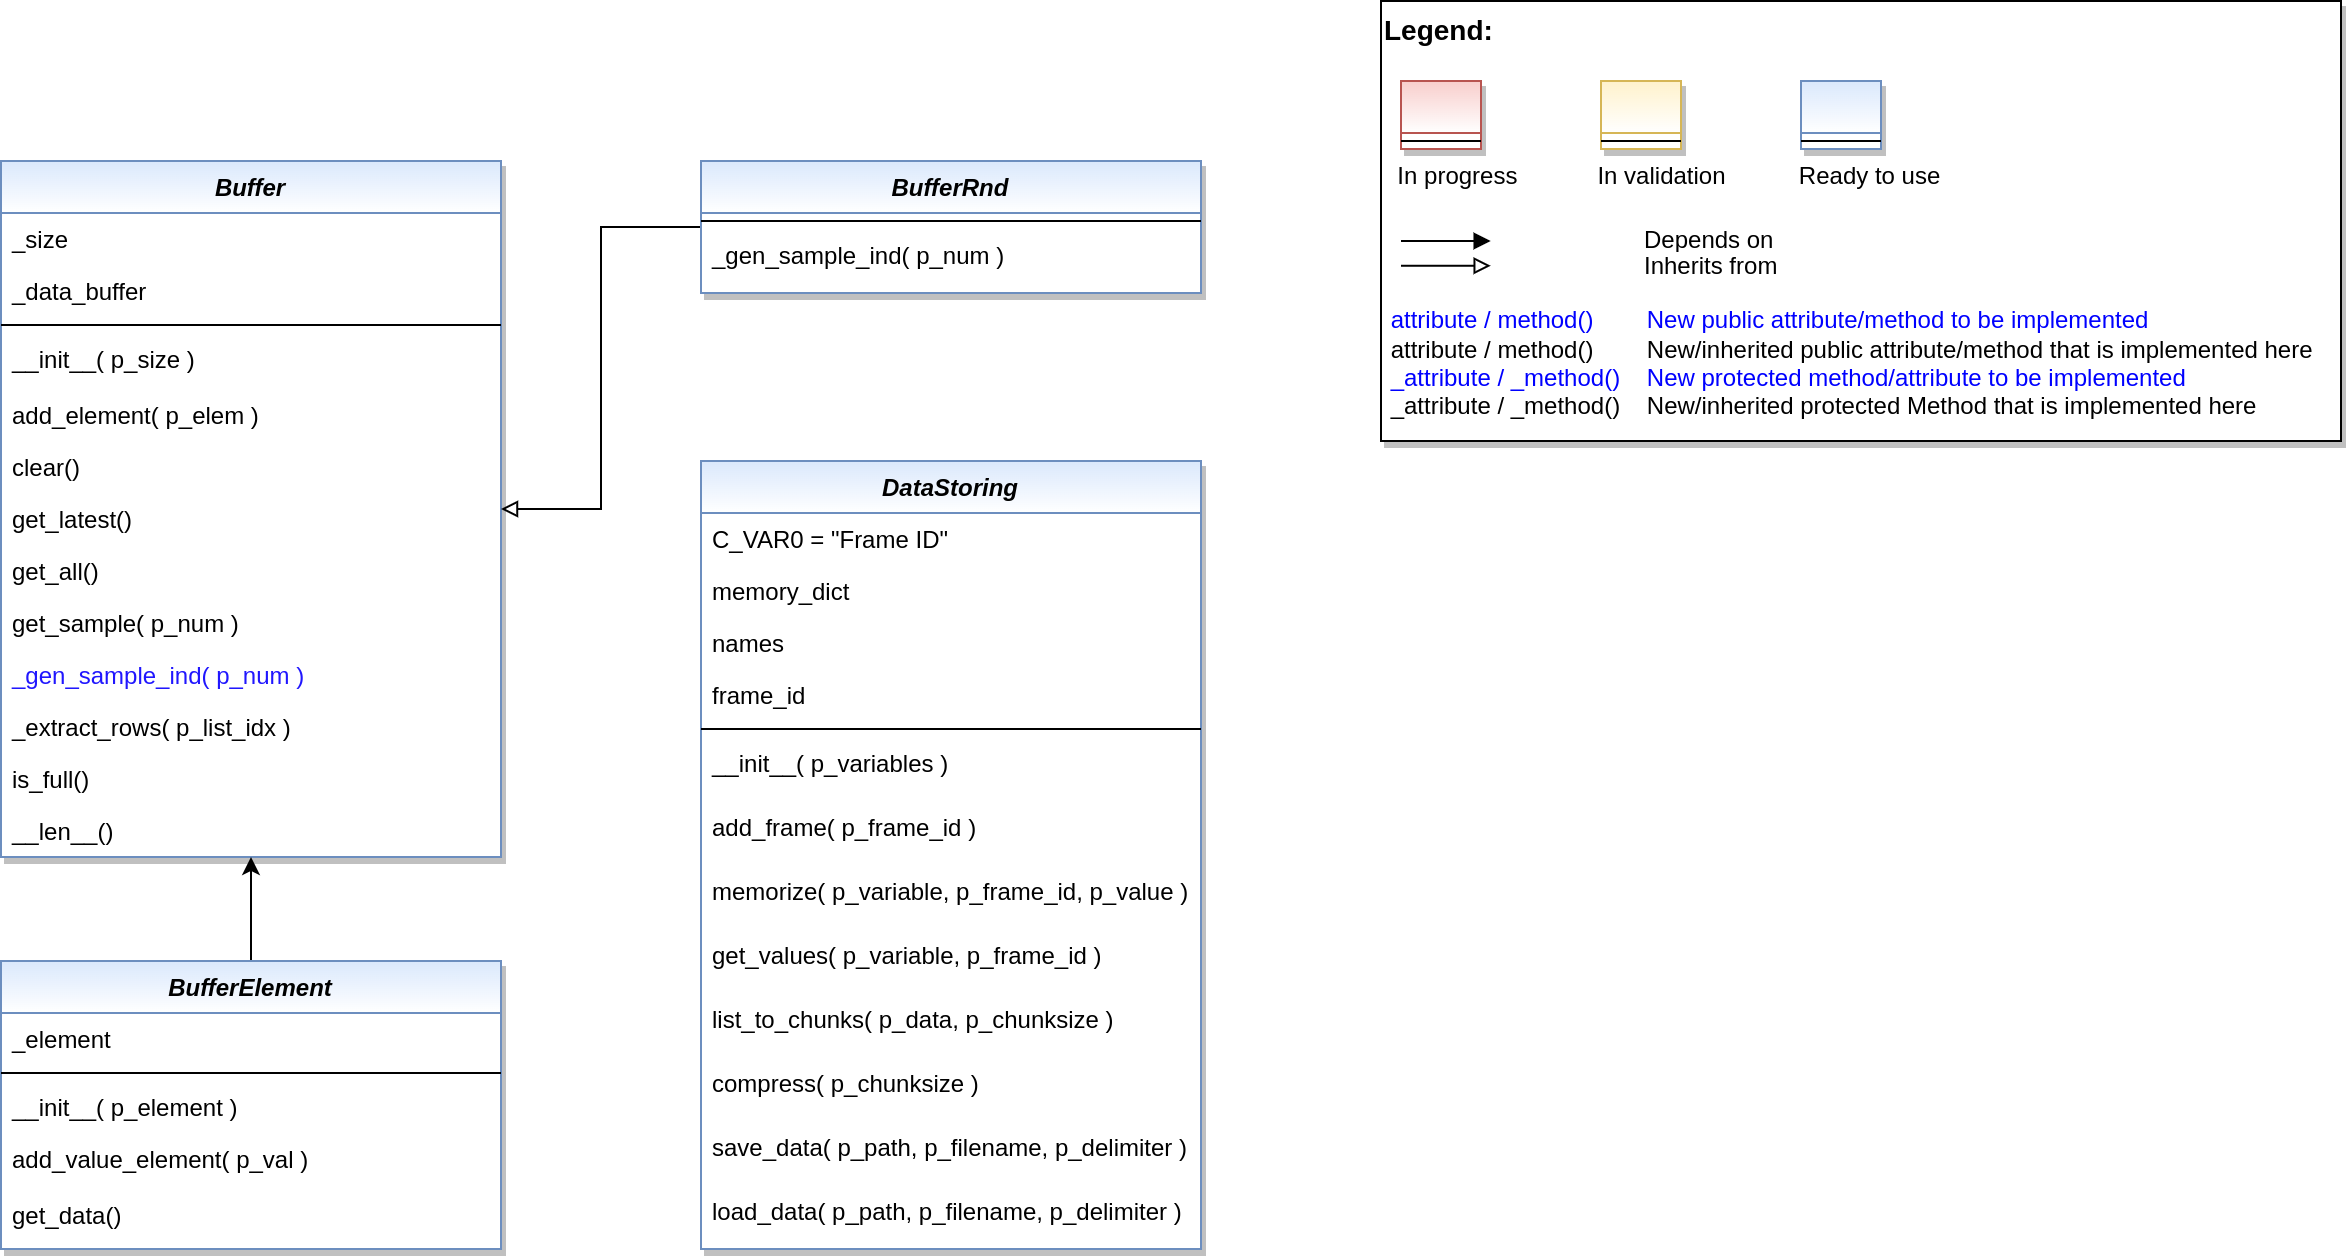 Buffer
_size
_data_buffer
__init__( p_size )
add_element( p_elem )
clear()
get_latest()
get_all()
get_sample( p_num )
_gen_sample_ind( p_num )
_extract_rows( p_list_idx )
is_full()
__len__()
BufferElement
_element
__init__( p_element )
add_value_element( p_val )
get_data()
BufferRnd
_gen_sample_ind( p_num )
DataStoring
C_VAR0 = "Frame ID"
memory_dict
names
frame_id
__init__( p_variables )
add_frame( p_frame_id )
memorize( p_variable, p_frame_id, p_value )
get_values( p_variable, p_frame_id )
list_to_chunks( p_data, p_chunksize )
compress( p_chunksize )
save_data( p_path, p_filename, p_delimiter )
load_data( p_path, p_filename, p_delimiter )
Legend:
In progress In validation Ready to use
Depends on
Inherits from
attribute / method() New public attribute/method to be implemented
attribute / method() New/inherited public attribute/method that is implemented here
_attribute / _method() New protected method/attribute to be implemented
_attribute / _method() New/inherited protected Method that is implemented here